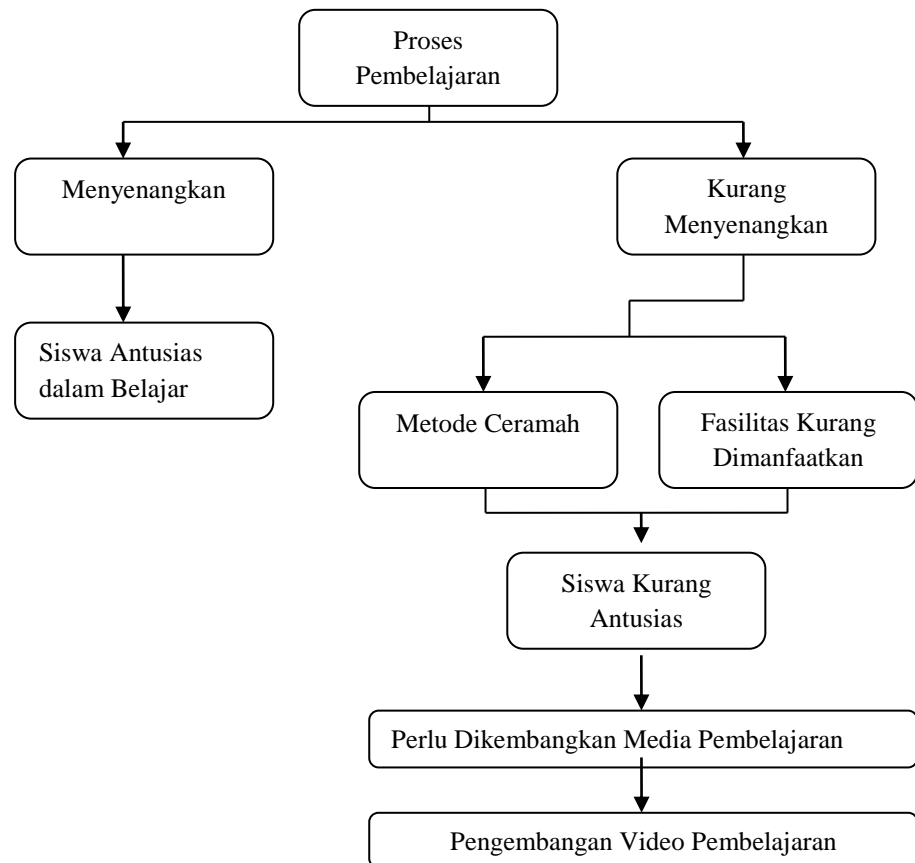 Proses
Pembelajaran
Menyenangkan
Kurang
Menyenangkan
Siswa Antusias
dalam Belajar
Metode Ceramah
Fasilitas Kurang
Dimanfaatkan
Siswa Kurang
Antusias
Perlu Dikembangkan Media Pembelajaran
Pengembangan Video Pembelajaran